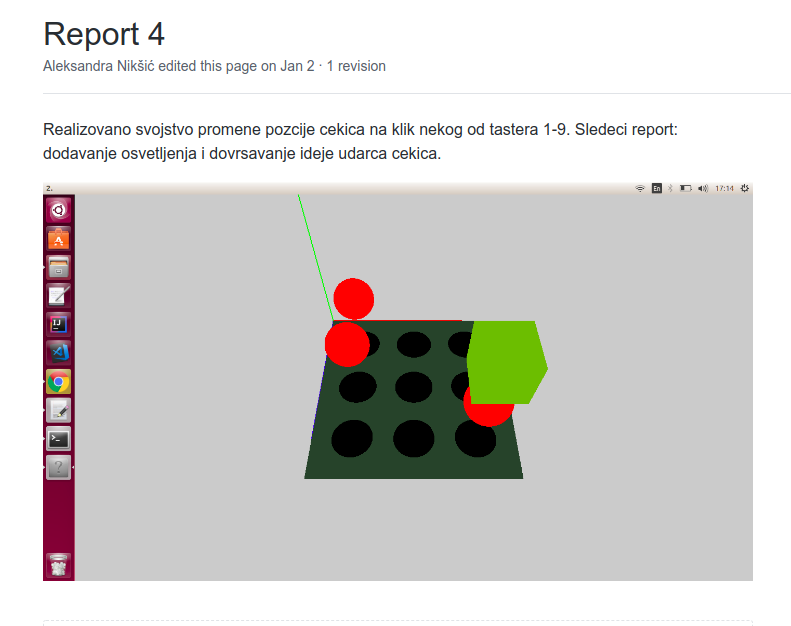 Report 4
Aleksandra Nikšić edited this page on Jan 2 · 1 revision
Realizovano svojstvo promene pozcije cekica na klik nekog od tastera 1-9. Sledeci report:
dodavanje osvetljenja i dovrsavanje ideje udarca cekica.
2.
En
17:14
A
IJ
>_
?